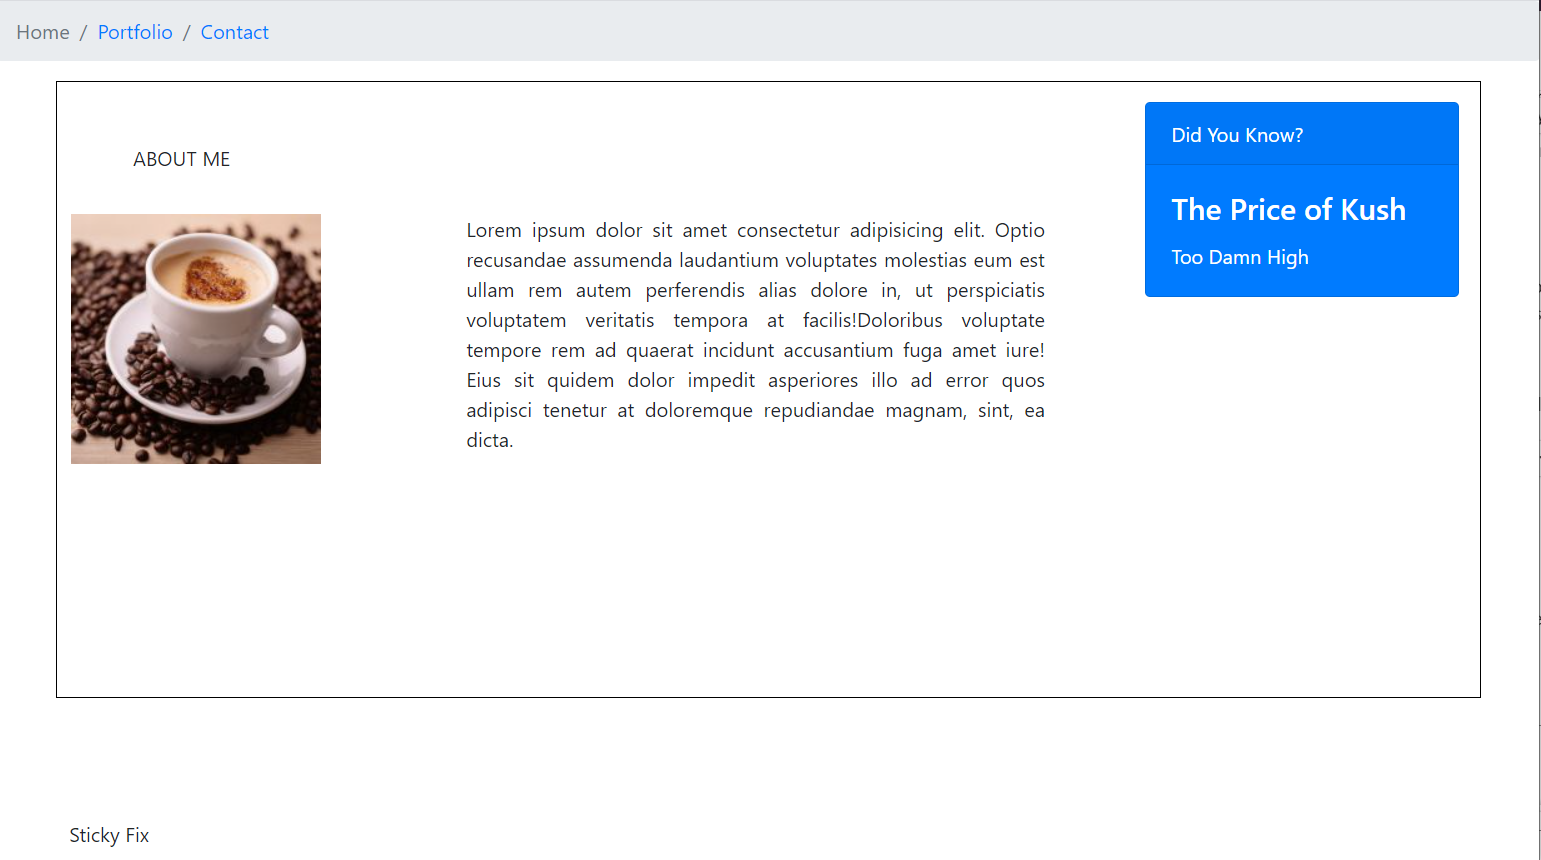 Home / Portfolio / Contact
ABOUT ME
Lorem ipsum dolor sit amet consectetur adipisicing elit. Optio
recusandae assumenda laudantium voluptates molestias eum est
ullam rem autem perferendis alias dolore in, ut perspiciatis
voluptatem veritatis tempora at facilis!Doloribus voluptate
tempore rem ad quaerat incidunt accusantium fuga amet iure!
Eius sit quidem dolor impedit asperiores illo ad error quos
adipisci tenetur at doloremque repudiandae magnam, sint, ea
dicta.
Did You Know?
The Price of Kush
Too Damn High
Sticky Fix